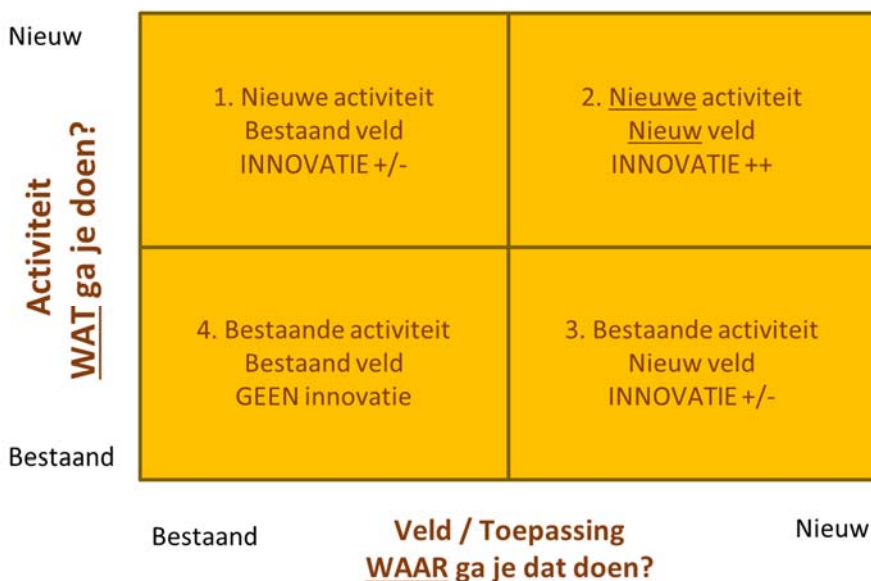 Nieuw
Activiteit
WAT ga je doen?
1. Nieuwe activiteit
Bestaand veld
INNOVATIE +/-
2. Nieuwe activiteit
Nieuw veld
INNOVATIE ++
4. Bestaande activiteit
Bestaand veld
GEEN innovatie
3. Bestaande activiteit
Nieuw veld
INNOVATIE +/-
Bestaand
Bestaand
Veld / Toepassing
WAAR ga je dat doen?
Nieuw